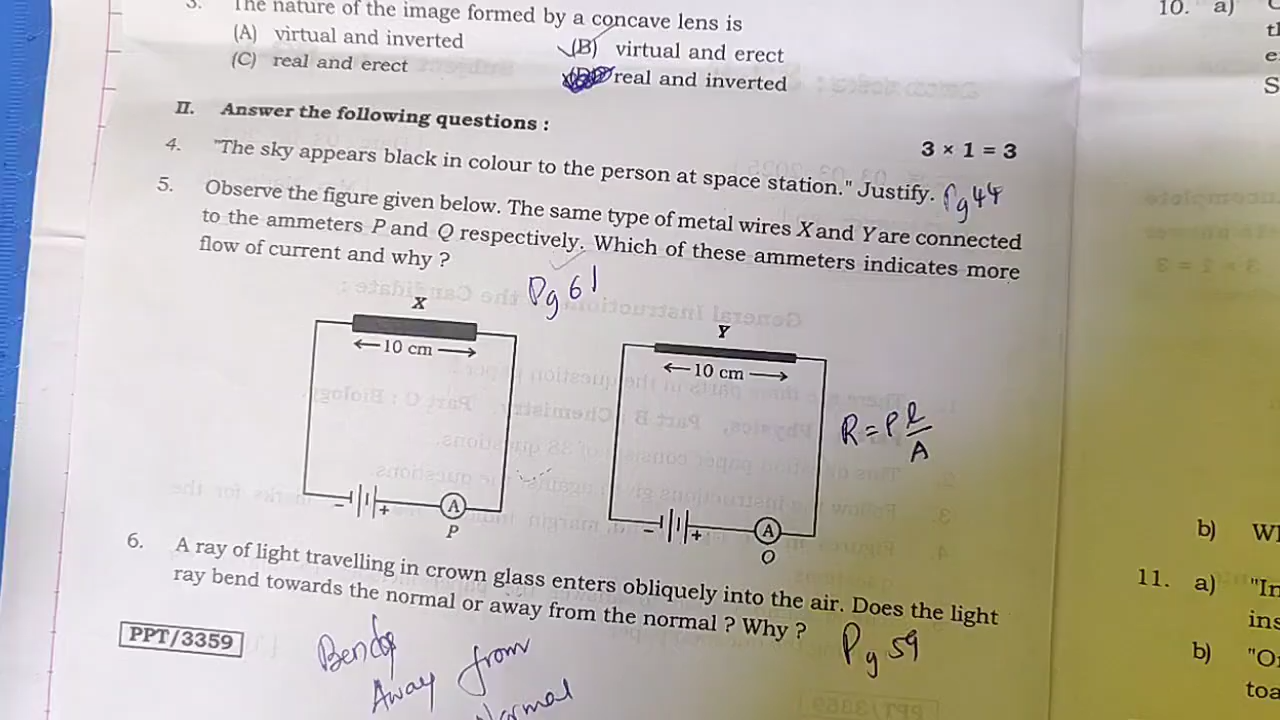 3. The nature of the image formed by a concave lens is
(A) virtual and inverted (B) virtual and erect
(C) real and erect real and inverted
II. Answer the following questions :
3 × 1 = 3
4. "The sky appears black in colour to the person at space station." Justify. Pg 44
5. Observe the figure given below. The same type of metal wires X and Y are connected
to the ammeters P and Q respectively. Which of these ammeters indicates more
flow of current and why ?
Pg 61
X
10 cm
Y
10 cm
R = ρ l/A
– + A
P
– + A
Q
6. A ray of light travelling in crown glass enters obliquely into the air. Does the light
ray bend towards the normal or away from the normal ? Why ? Pg 59
PPT/3359
Bends
Away from
Normal
10. a)
b)
11. a) "In
ins
b)
toa